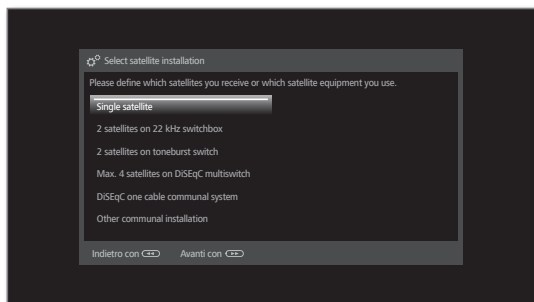 Select satellite installation
Please define which satellites you receive or which satellite equipment you use.
Single satellite
2 satellites on 22 kHz switchbox
2 satellites on toneburst switch
Max. 4 satellites on DiSEqC multiswitch
DiSEqC one cable communal system
Other communal installation
Indietro con Avanti con